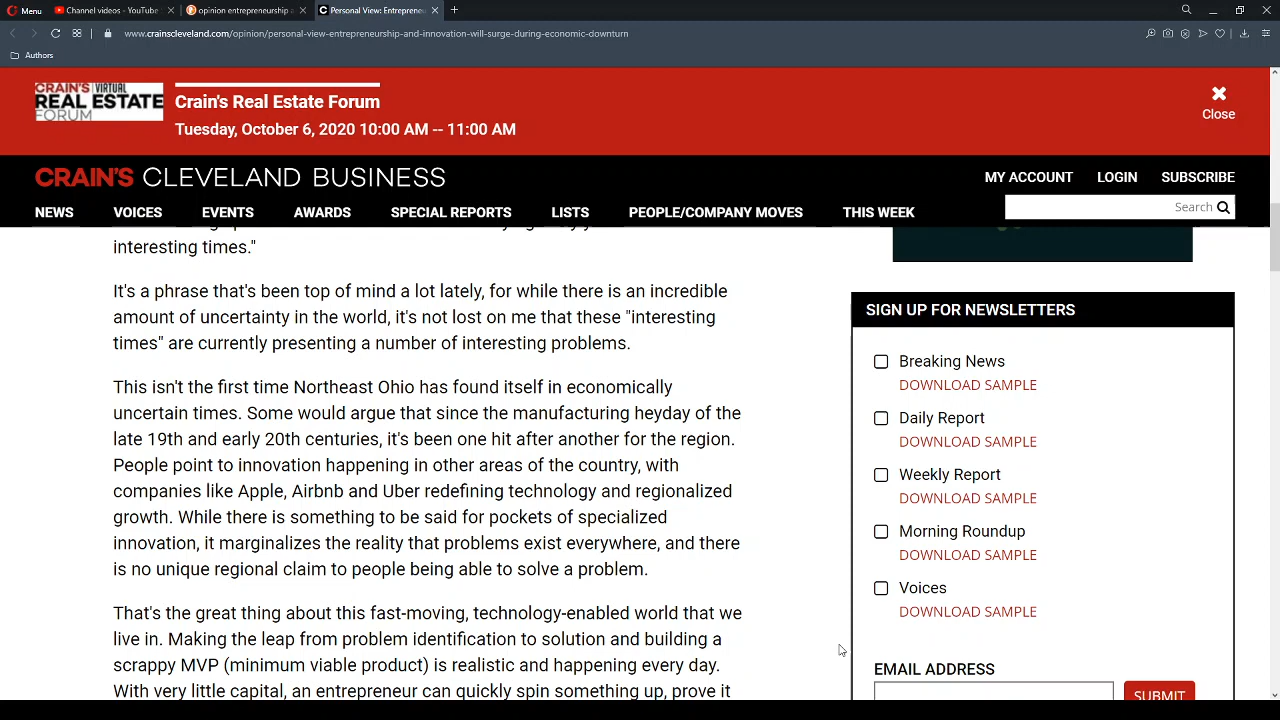 Menu
Channel videos - YouTube
opinion entrepreneurship a
Personal View: Entrepreneu
www.crainscleveland.com/opinion/personal-view-entrepreneurship-and-innovation-will-surge-during-economic-downturn
Authors
CRAIN'S VIRTUAL
REAL ESTATE
FORUM
Crain's Real Estate Forum
Tuesday, October 6, 2020 10:00 AM -- 11:00 AM
Close
CRAIN'S CLEVELAND BUSINESS
MY ACCOUNT LOGIN SUBSCRIBE
NEWS VOICES EVENTS AWARDS SPECIAL REPORTS LISTS PEOPLE/COMPANY MOVES THIS WEEK
Search
interesting times."
It's a phrase that's been top of mind a lot lately, for while there is an incredible
amount of uncertainty in the world, it's not lost on me that these "interesting
times" are currently presenting a number of interesting problems.
This isn't the first time Northeast Ohio has found itself in economically
uncertain times. Some would argue that since the manufacturing heyday of the
late 19th and early 20th centuries, it's been one hit after another for the region.
People point to innovation happening in other areas of the country, with
companies like Apple, Airbnb and Uber redefining technology and regionalized
growth. While there is something to be said for pockets of specialized
innovation, it marginalizes the reality that problems exist everywhere, and there
is no unique regional claim to people being able to solve a problem.
That's the great thing about this fast-moving, technology-enabled world that we
live in. Making the leap from problem identification to solution and building a
scrappy MVP (minimum viable product) is realistic and happening every day.
With very little capital, an entrepreneur can quickly spin something up, prove it
SIGN UP FOR NEWSLETTERS
Breaking News
DOWNLOAD SAMPLE
Daily Report
DOWNLOAD SAMPLE
Weekly Report
DOWNLOAD SAMPLE
Morning Roundup
DOWNLOAD SAMPLE
Voices
DOWNLOAD SAMPLE
EMAIL ADDRESS
SUBMIT